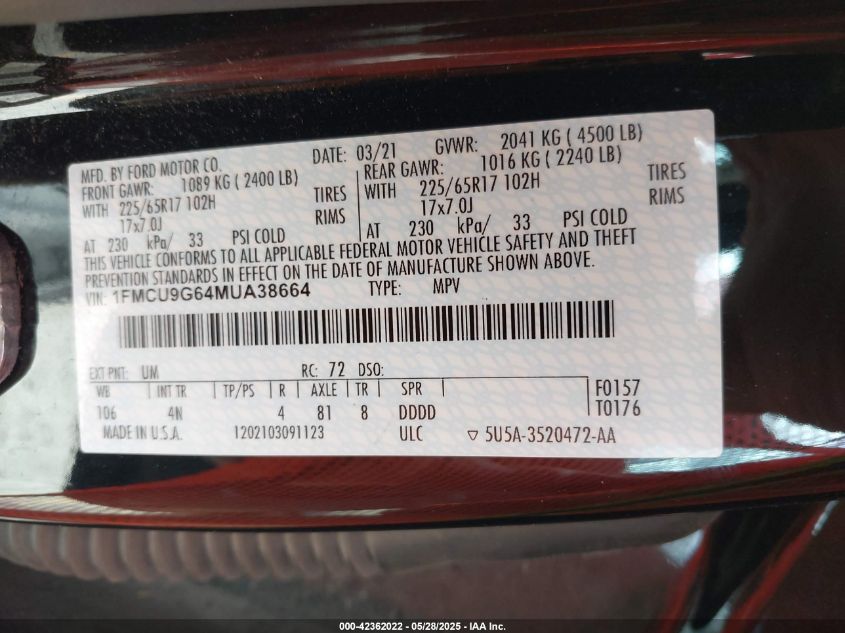 MFD. BY FORD MOTOR CO. DATE: 03/21 GVWR: 2041 KG ( 4500 LB)
FRONT GAWR: 1089 KG ( 2400 LB) REAR GAWR: 1016 KG ( 2240 LB)
WITH 225/65R17 102H TIRES WITH 225/65R17 102H TIRES
17x7.0J RIMS 17x7.0J RIMS
AT 230 kPa/ 33 PSI COLD AT 230 kPa/ 33 PSI COLD
THIS VEHICLE CONFORMS TO ALL APPLICABLE FEDERAL MOTOR VEHICLE SAFETY AND THEFT
PREVENTION STANDARDS IN EFFECT ON THE DATE OF MANUFACTURE SHOWN ABOVE.
VIN: 1FMCU9G64MUA38664 TYPE: MPV
EXT PNT: UM RC: 72 DSO:
WB INT TR TP/PS R AXLE TR SPR F0157
106 4N 4 81 8 DDDD T0176
MADE IN U.S.A. 1202103091123 ULC ▽ 5U5A-3520472-AA
000-42362022 - 05/28/2025 - IAA Inc.